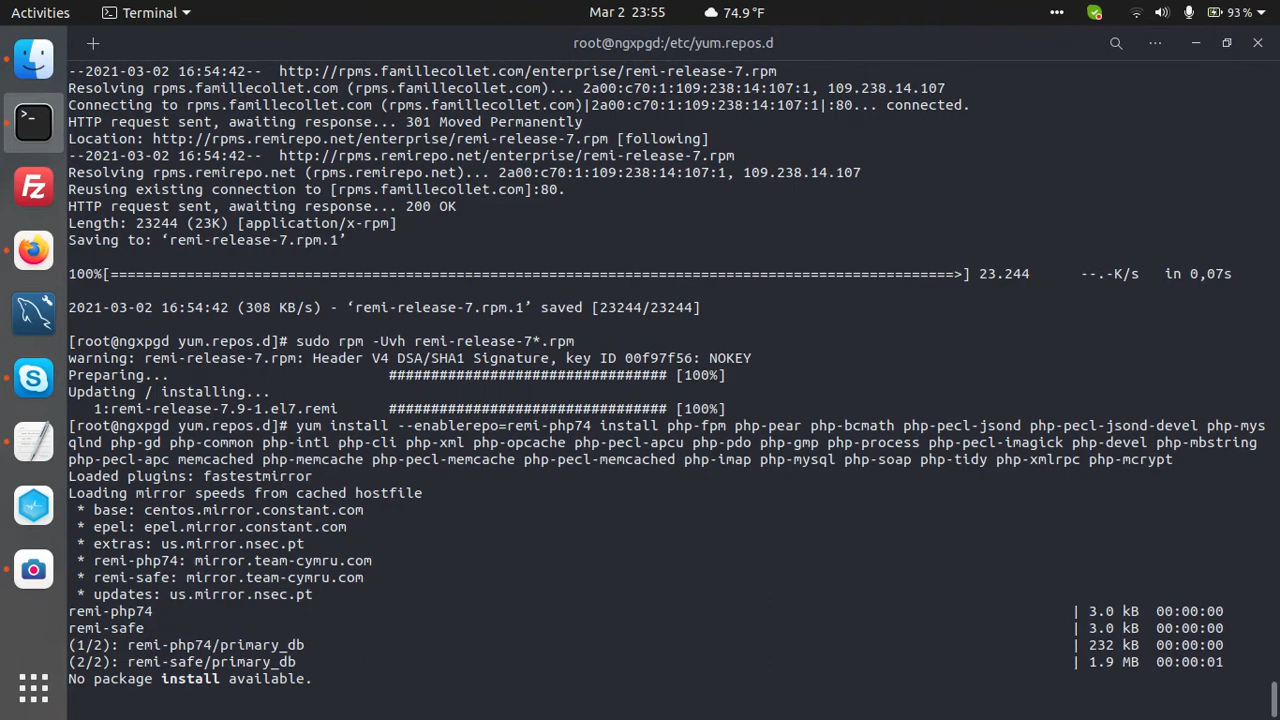 Activities
Terminal
Mar 2 23:55
74.9 °F
93 %
root@ngxpgd:/etc/yum.repos.d
--2021-03-02 16:54:42-- http://rpms.famillecollet.com/enterprise/remi-release-7.rpm
Resolving rpms.famillecollet.com (rpms.famillecollet.com)... 2a00:c70:1:109:238:14:107:1, 109.238.14.107
Connecting to rpms.famillecollet.com (rpms.famillecollet.com)|2a00:c70:1:109:238:14:107:1|:80... connected.
HTTP request sent, awaiting response... 301 Moved Permanently
Location: http://rpms.remirepo.net/enterprise/remi-release-7.rpm [following]
--2021-03-02 16:54:42-- http://rpms.remirepo.net/enterprise/remi-release-7.rpm
Resolving rpms.remirepo.net (rpms.remirepo.net)... 2a00:c70:1:109:238:14:107:1, 109.238.14.107
Reusing existing connection to [rpms.famillecollet.com]:80.
HTTP request sent, awaiting response... 200 OK
Length: 23244 (23K) [application/x-rpm]
Saving to: ‘remi-release-7.rpm.1’
100%[====================================================================================================>] 23.244 --.-K/s in 0,07s
2021-03-02 16:54:42 (308 KB/s) - ‘remi-release-7.rpm.1’ saved [23244/23244]
[root@ngxpgd yum.repos.d]# sudo rpm -Uvh remi-release-7*.rpm
warning: remi-release-7.rpm: Header V4 DSA/SHA1 Signature, key ID 00f97f56: NOKEY
Preparing... ################################# [100%]
Updating / installing...
1:remi-release-7.9-1.el7.remi ################################# [100%]
[root@ngxpgd yum.repos.d]# yum install --enablerepo=remi-php74 install php-fpm php-pear php-bcmath php-pecl-jsond php-pecl-jsond-devel php-mys
qlnd php-gd php-common php-intl php-cli php-xml php-opcache php-pecl-apcu php-pdo php-gmp php-process php-pecl-imagick php-devel php-mbstring
php-pecl-apc memcached php-memcache php-pecl-memcache php-pecl-memcached php-imap php-mysql php-soap php-tidy php-xmlrpc php-mcrypt
Loaded plugins: fastestmirror
Loading mirror speeds from cached hostfile
* base: centos.mirror.constant.com
* epel: epel.mirror.constant.com
* extras: us.mirror.nsec.pt
* remi-php74: mirror.team-cymru.com
* remi-safe: mirror.team-cymru.com
* updates: us.mirror.nsec.pt
remi-php74 | 3.0 kB 00:00:00
remi-safe | 3.0 kB 00:00:00
(1/2): remi-php74/primary_db | 232 kB 00:00:00
(2/2): remi-safe/primary_db | 1.9 MB 00:00:01
No package install available.